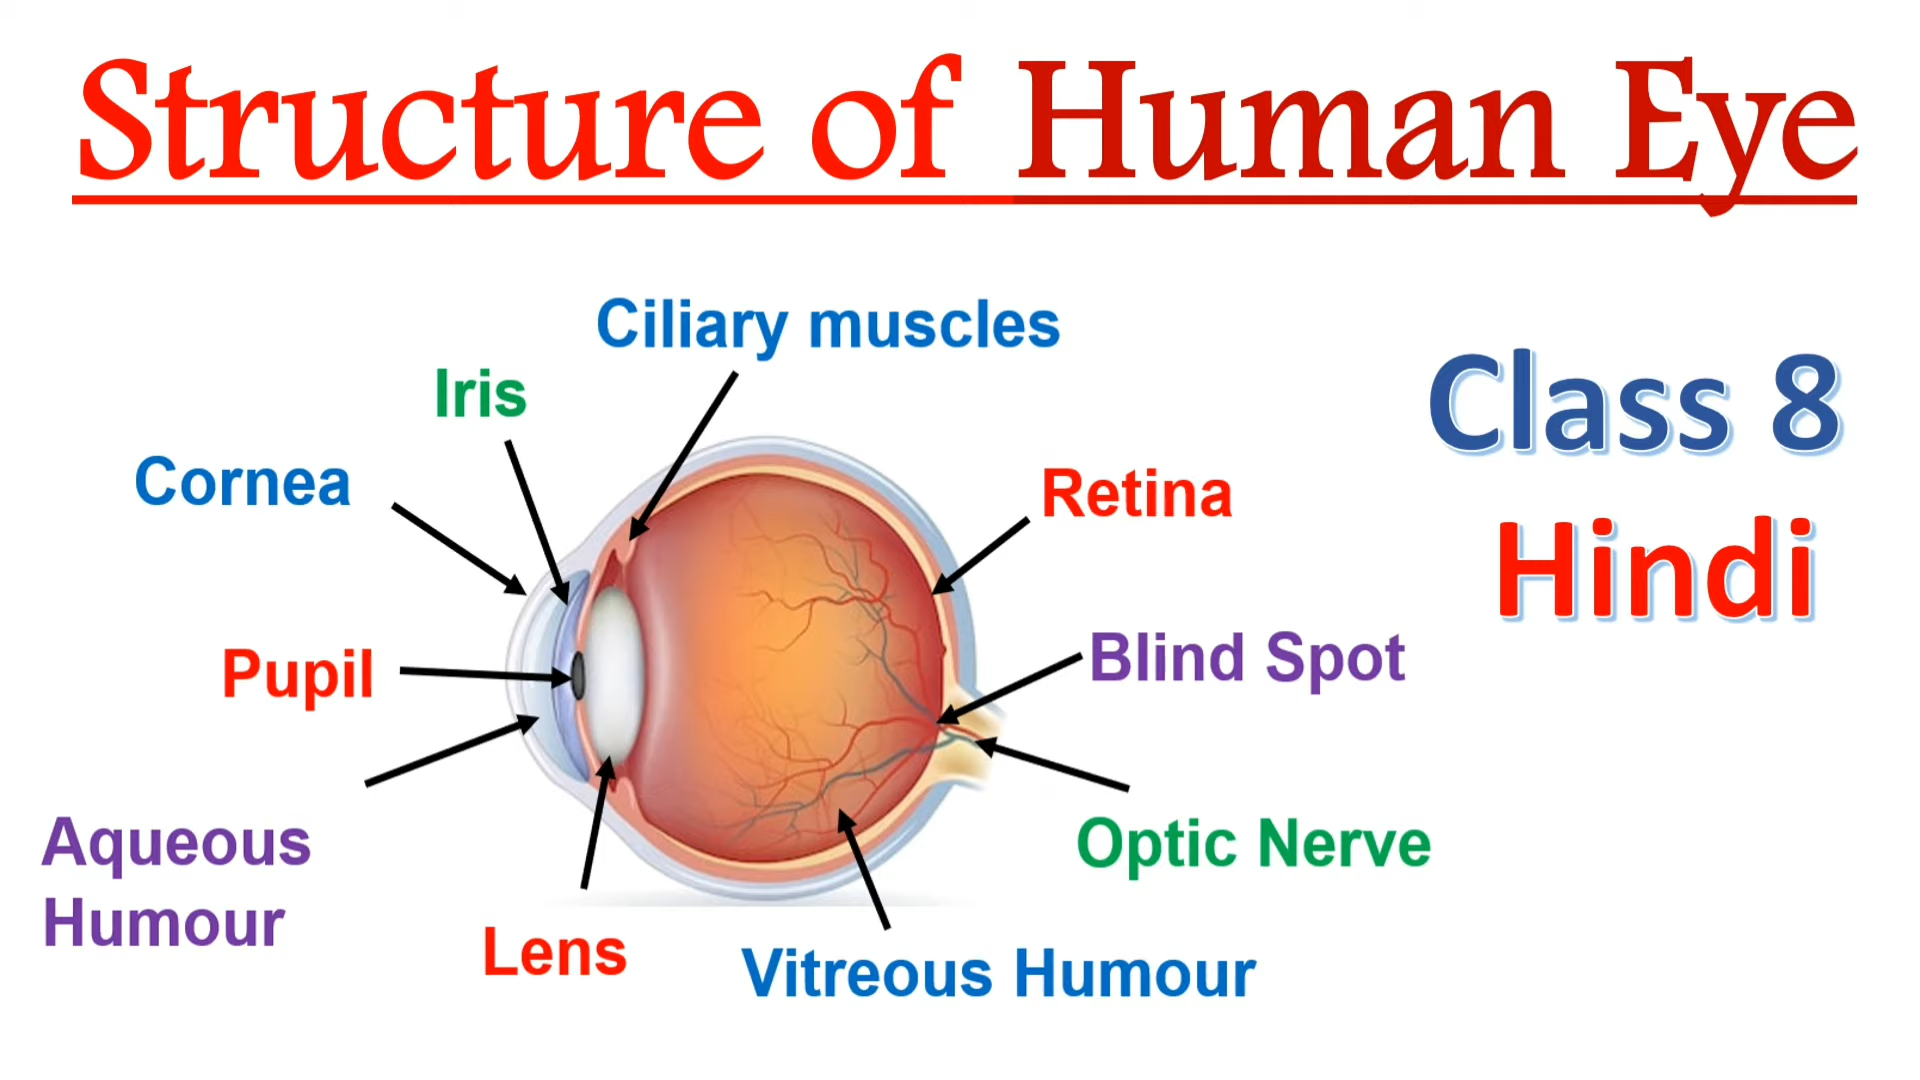 Structure of Human Eye
Ciliary muscles
Iris
Class 8
Cornea
Retina
Hindi
Blind Spot
Pupil
Aqueous
Humour
Optic Nerve
Lens
Vitreous Humour